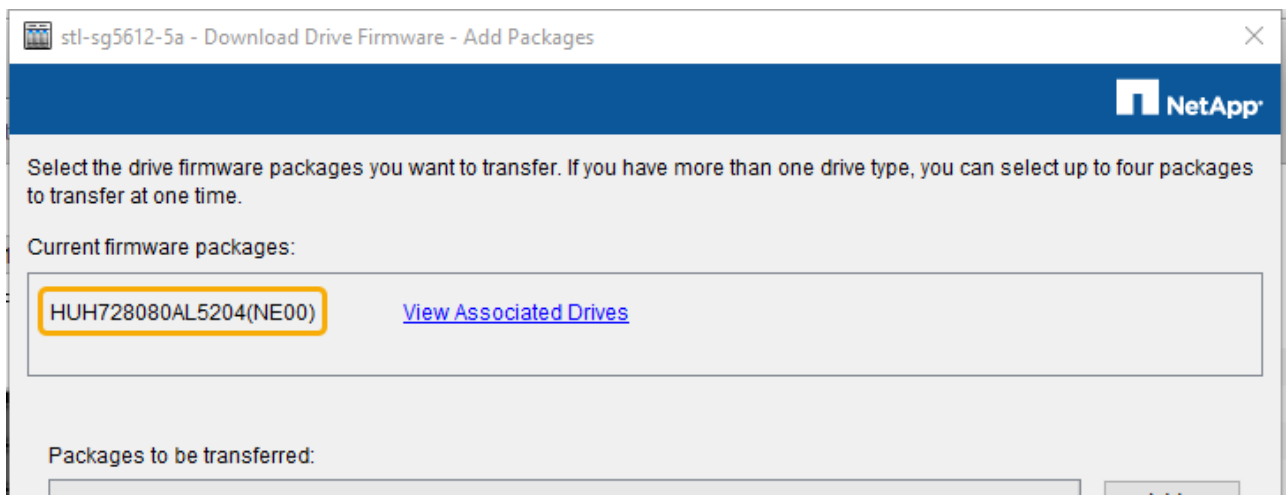 stl-sg5612-5a - Download Drive Firmware - Add Packages
NetApp
Select the drive firmware packages you want to transfer. If you have more than one drive type, you can select up to four packages
to transfer at one time.
Current firmware packages:
HUH728080AL5204(NE00) View Associated Drives
Packages to be transferred: